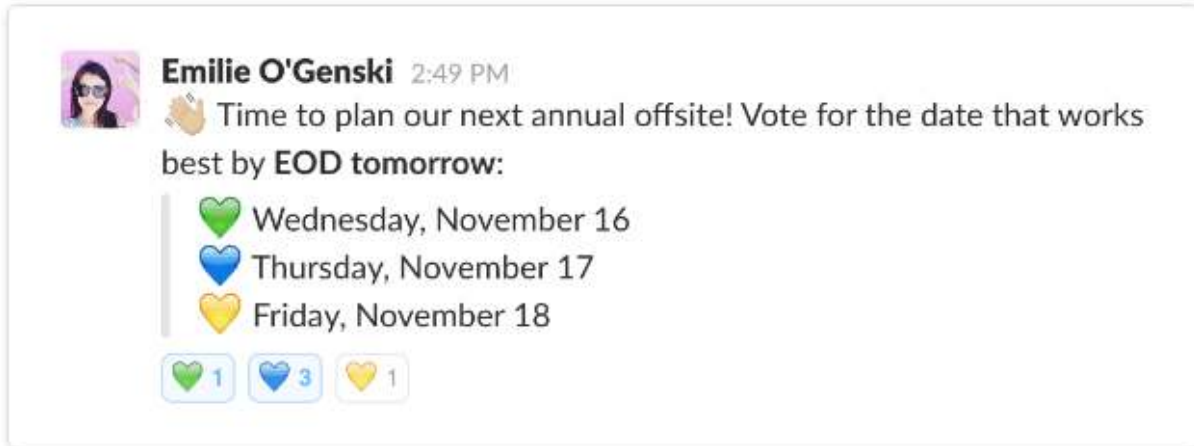 Emilie O'Genski 2:49 PM
👋🏼 Time to plan our next annual offsite! Vote for the date that works
best by EOD tomorrow:
💚 Wednesday, November 16
💙 Thursday, November 17
💛 Friday, November 18
💚 1 💙 3 💛 1